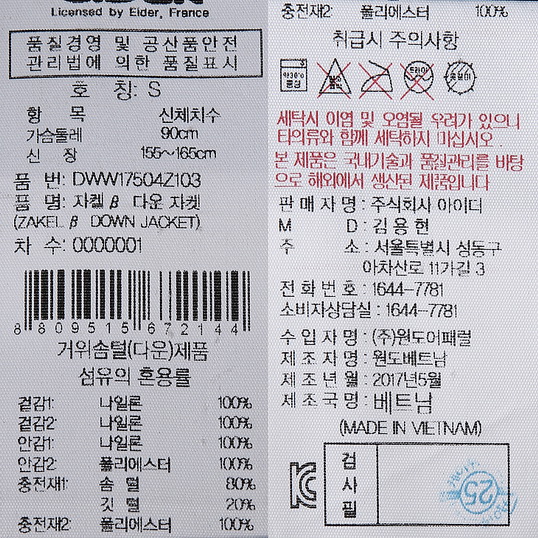 Licensed by Eider, France
품질경영 및 공산품안전
관리법에 의한 품질표시
호 칭: S
항 목 신체치수
가슴둘레 90cm
신 장 155~165cm
품 번: DWW17504Z103
품 명: 자켈 β 다운 자켓
(ZAKEL β DOWN JACKET)
차 수: 0000001
8 809515 672144
거위솜털(다운)제품
섬유의 혼용률
겉감1: 나일론 100%
겉감2: 나일론 100%
안감1: 나일론 100%
안감2: 폴리에스터 100%
충전재1: 솜 털 80%
깃 털 20%
충전재2: 폴리에스터 100%
충전재2: 폴리에스터 100%
취급시 주의사항
약30℃
중성
드라이
세탁시 이염 및 오염될 우려가 있으니
타의류와 함께 세탁하지 마십시오.
본 제품은 국내기술과 품질관리를 바탕
으로 해외에서 생산된 제품입니다
판 매 자 명 : 주식회사 아이더
M D : 김 용 현
주 소 : 서울특별시 성동구
아차산로 11가길 3
전 화 번 호 : 1644-7781
소비자상담실 : 1644-7781
수 입 자 명 : (주)원도어패럴
제 조 자 명 : 원도베트남
제 조 년 월 : 2017년5월
제 조 국 명 : 베트남
(MADE IN VIETNAM)
검
사
필
25